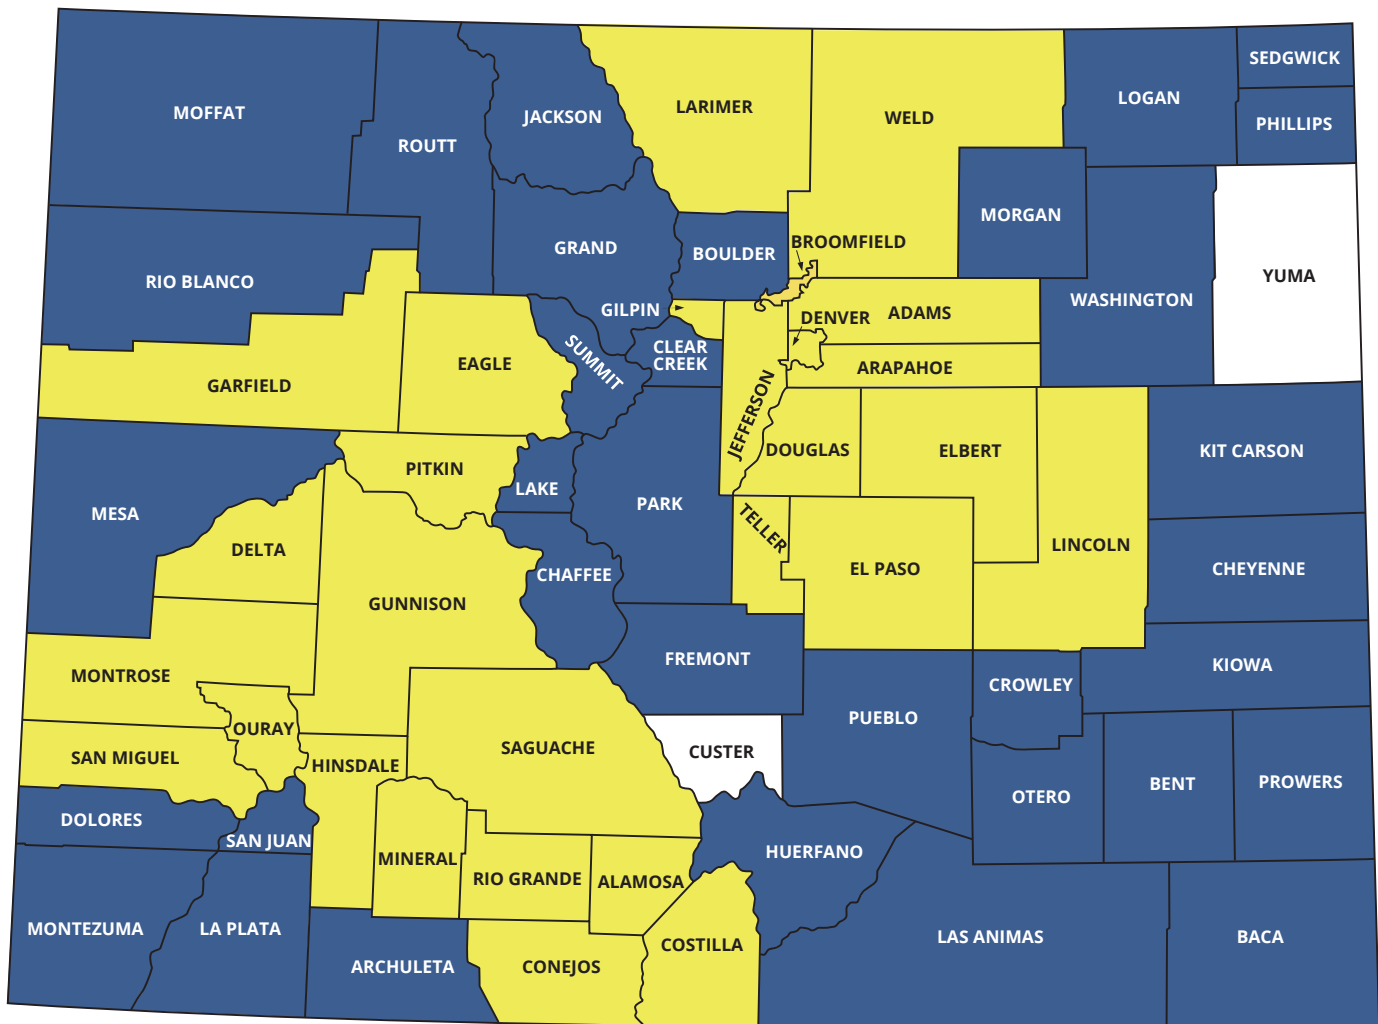 SEDGWICK
MOFFAT
JACKSON
LARIMER
WELD
LOGAN
PHILLIPS
ROUTT
MORGAN
GRAND
BOULDER
BROOMFIELD
RIO BLANCO
YUMA
WASHINGTON
GILPIN
DENVER
ADAMS
SUMMIT
CLEAR
CREEK
EAGLE
ARAPAHOE
GARFIELD
JEFFERSON
DOUGLAS
ELBERT
KIT CARSON
PITKIN
LAKE
PARK
MESA
TELLER
DELTA
LINCOLN
CHAFFEE
EL PASO
CHEYENNE
GUNNISON
FREMONT
KIOWA
MONTROSE
CROWLEY
PUEBLO
OURAY
SAGUACHE
CUSTER
SAN MIGUEL
HINSDALE
OTERO
BENT
PROWERS
DOLORES
SAN JUAN
MINERAL
HUERFANO
RIO GRANDE
ALAMOSA
MONTEZUMA
LA PLATA
COSTILLA
LAS ANIMAS
BACA
ARCHULETA
CONEJOS